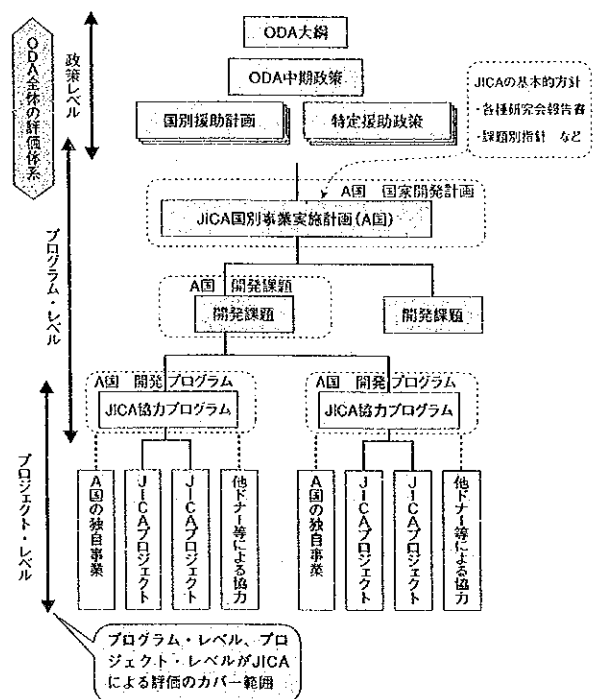 ODA全体の評価体系
政策レベル
ODA大綱
ODA中期政策
国別援助計画
特定援助政策
JICAの基本的方針
・各種研究会報告書
・課題別指針 など
プログラム・レベル
A国 国家開発計画
JICA国別事業実施計画(A国)
A国 開発課題
開発課題
開発課題
A国 開発プログラム
JICA協力プログラム
A国 開発プログラム
JICA協力プログラム
プロジェクト・レベル
A国の独自事業
JICAプロジェクト
JICAプロジェクト
他ドナー等による協力
A国の独自事業
JICAプロジェクト
JICAプロジェクト
他ドナー等による協力
プログラム・レベル、プロ
ジェクト・レベルがJICA
による評価のカバー範囲